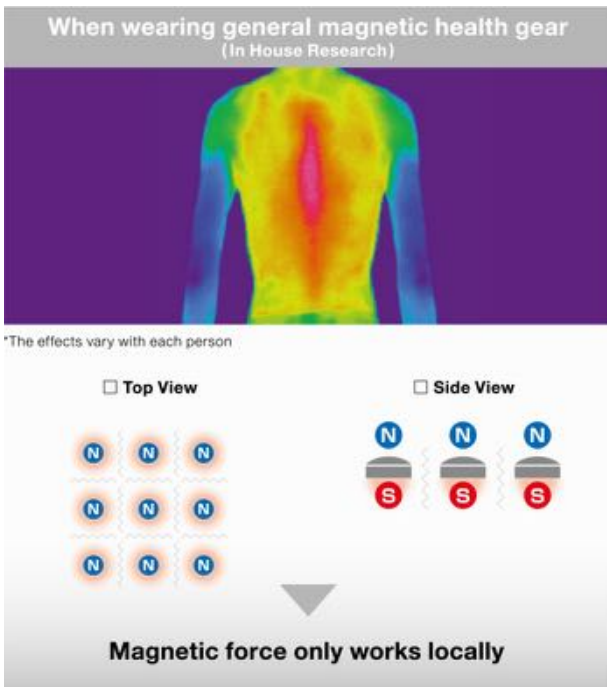 When wearing general magnetic health gear
(In House Research)
*The effects vary with each person
Top View
Side View
N N N
S S S
N N N
N N N
N N N
Magnetic force only works locally